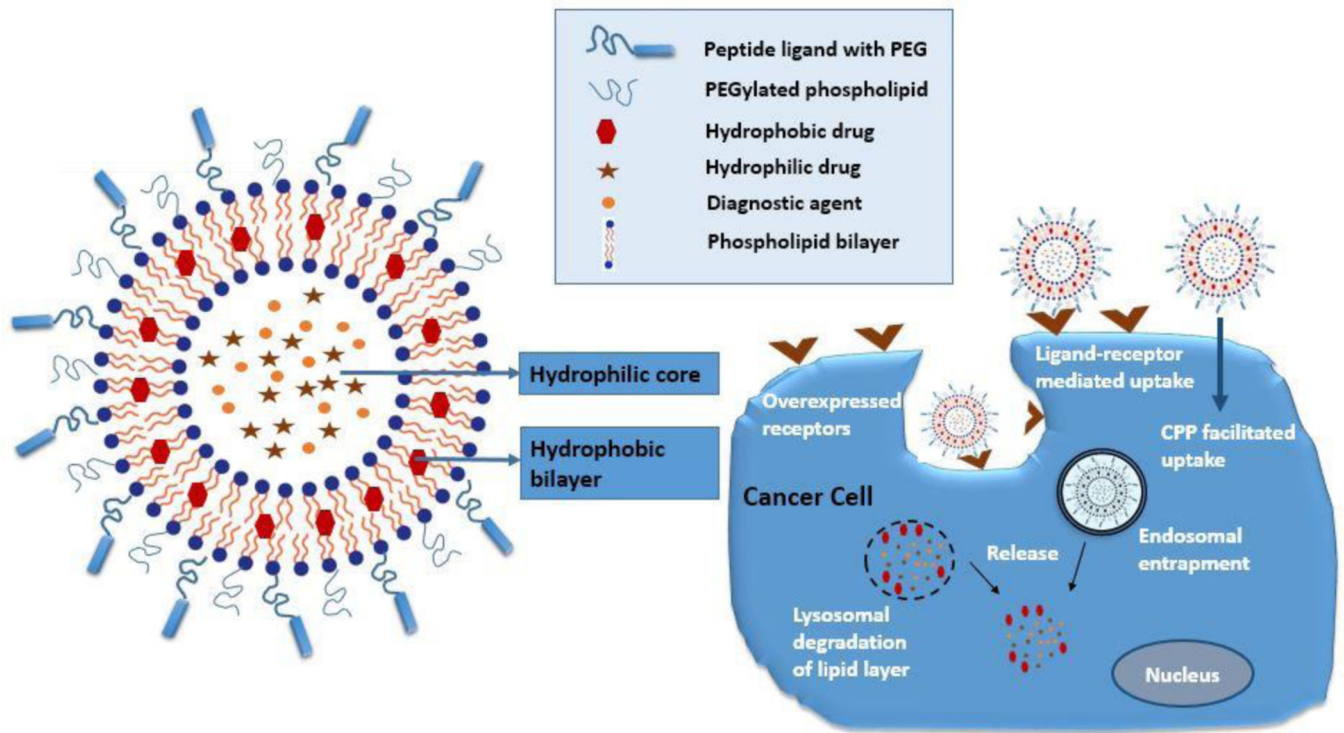 Peptide ligand with PEG
PEGylated phospholipid
Hydrophobic drug
Hydrophilic drug
Diagnostic agent
Phospholipid bilayer
Hydrophilic core
Hydrophobic
bilayer
Overexpressed
receptors
Ligand-receptor
mediated uptake
CPP facilitated
uptake
Cancer Cell
Endosomal
entrapment
Release
Lysosomal
degradation
of lipid layer
Nucleus